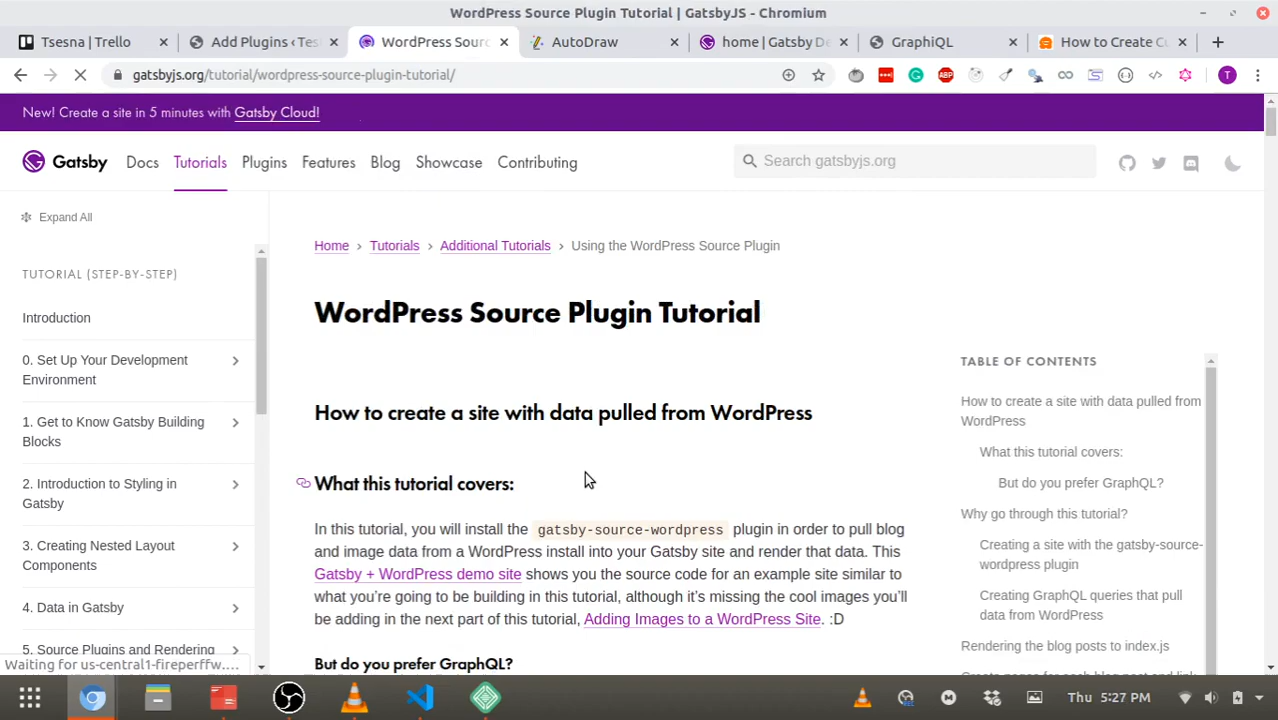 WordPress Source Plugin Tutorial | GatsbyJS - Chromium
Tsesna | Trello
Add Plugins ‹ Tes
WordPress Sourc
AutoDraw
home | Gatsby De
GraphiQL
How to Create Cu
gatsbyjs.org/tutorial/wordpress-source-plugin-tutorial/
ABP
T
New! Create a site in 5 minutes with Gatsby Cloud!
Gatsby
Docs
Tutorials
Plugins
Features
Blog
Showcase
Contributing
Search gatsbyjs.org
Expand All
TUTORIAL (STEP-BY-STEP)
Introduction
0. Set Up Your Development
Environment
1. Get to Know Gatsby Building
Blocks
2. Introduction to Styling in
Gatsby
3. Creating Nested Layout
Components
4. Data in Gatsby
5. Source Plugins and Rendering
Waiting for us-central1-fireperffw....
Home › Tutorials › Additional Tutorials › Using the WordPress Source Plugin
WordPress Source Plugin Tutorial
How to create a site with data pulled from WordPress
What this tutorial covers:
In this tutorial, you will install the gatsby-source-wordpress plugin in order to pull blog
and image data from a WordPress install into your Gatsby site and render that data. This
Gatsby + WordPress demo site shows you the source code for an example site similar to
what you're going to be building in this tutorial, although it's missing the cool images you'll
be adding in the next part of this tutorial, Adding Images to a WordPress Site. :D
But do you prefer GraphQL?
TABLE OF CONTENTS
How to create a site with data pulled from
WordPress
What this tutorial covers:
But do you prefer GraphQL?
Why go through this tutorial?
Creating a site with the gatsby-source-
wordpress plugin
Creating GraphQL queries that pull
data from WordPress
Rendering the blog posts to index.js
Create pages for each blog post and link
Thu 5:27 PM